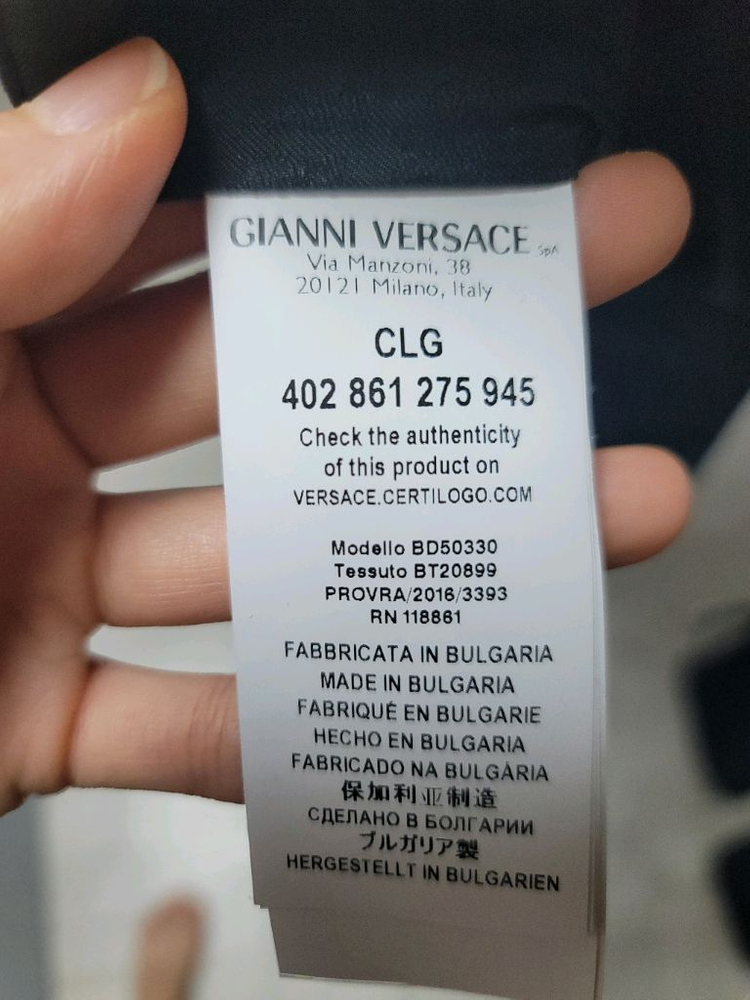 GIANNI VERSACE SpA
Via Manzoni, 38
20121 Milano, Italy
CLG
402 861 275 945
Check the authenticity
of this product on
VERSACE.CERTILOGO.COM
Modello BD50330
Tessuto BT20899
PROVRA/2016/3393
RN 118861
FABBRICATA IN BULGARIA
MADE IN BULGARIA
FABRIQUÉ EN BULGARIE
HECHO EN BULGARIA
FABRICADO NA BULGÀRIA
保加利亚制造
СДЕЛАНО В БОЛГАРИИ
ブルガリア製
HERGESTELLT IN BULGARIEN